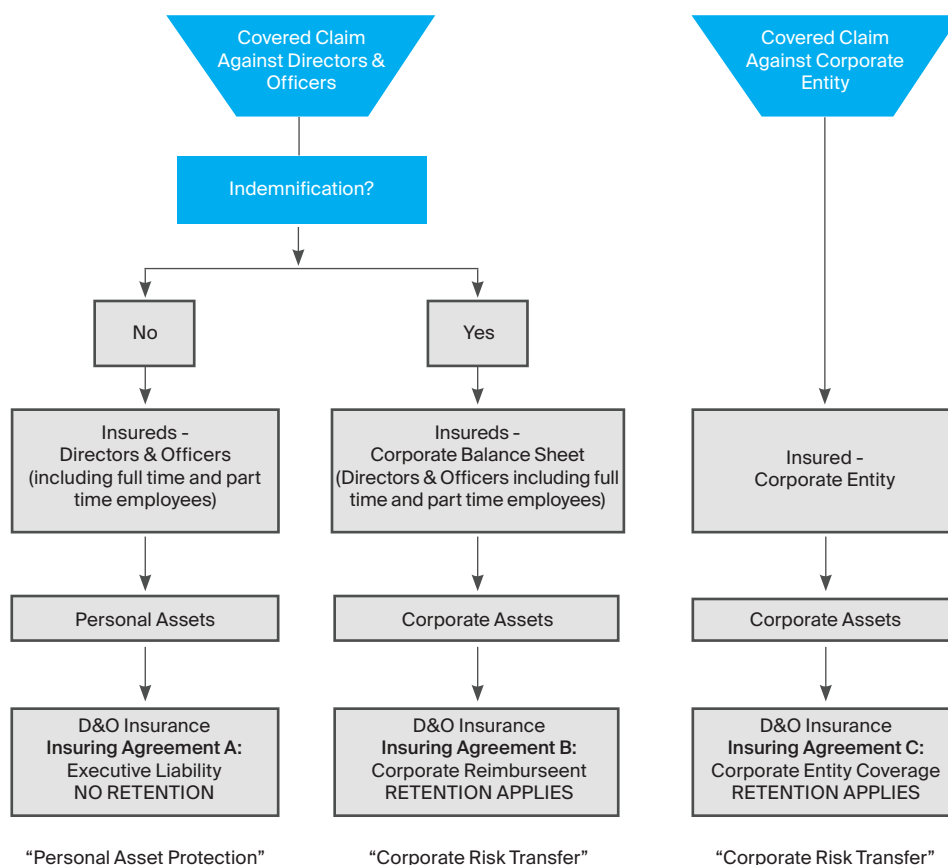 Covered Claim
Against Directors &
Officers
Covered Claim
Against Corporate
Entity
Indemnification?
No
Yes
Insureds -
Directors & Officers
(including full time and part
time employees)
Insureds -
Corporate Balance Sheet
(Directors & Officers including full
time and part time employees)
Insured -
Corporate Entity
Personal Assets
Corporate Assets
Corporate Assets
D&O Insurance
Insuring Agreement A:
Executive Liability
NO RETENTION
D&O Insurance
Insuring Agreement B:
Corporate Reimburseent
RETENTION APPLIES
D&O Insurance
Insuring Agreement C:
Corporate Entity Coverage
RETENTION APPLIES
“Personal Asset Protection”
“Corporate Risk Transfer”
“Corporate Risk Transfer”